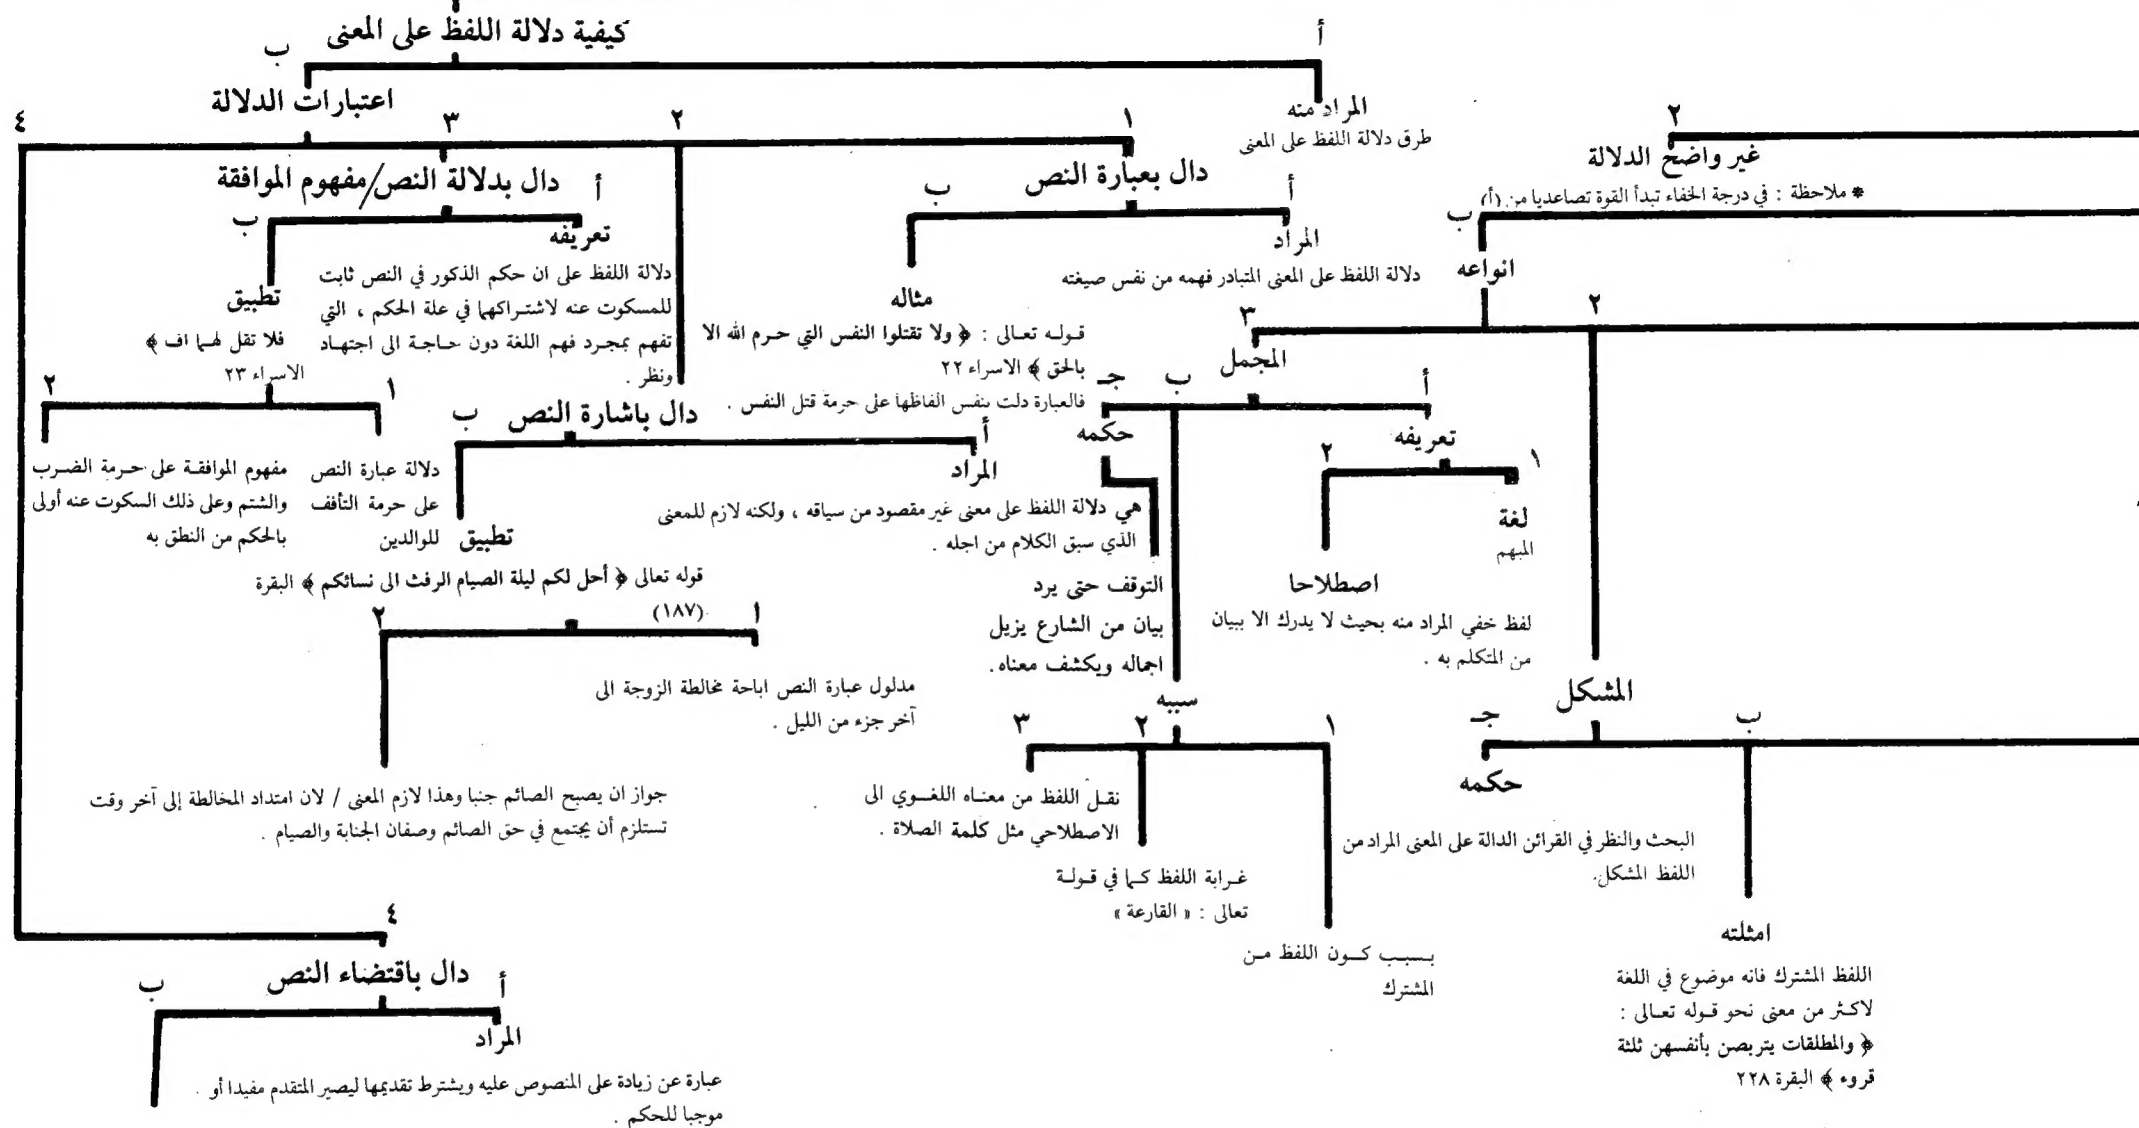 كيفية دلالة اللفظ على المعنى
أ
ب
المراد منه
طرق دلالة اللفظ على المعنى
اعتبارات الدلالة
١
٢
٣
٤
دال بعبارة النص
أ
ب
المراد
دلالة اللفظ على المعنى المتبادر فهمه من نفس صيغته
مثاله
قوله تعالى : ﴿ ولا تقتلوا النفس التي حرم الله الا
بالحق ﴾ الاسراء ٢٢
فالعبارة دلت بنفس الفاظها على حرمة قتل النفس .
دال بدلالة النص/مفهوم الموافقة
أ
ب
تعريفه
دلالة اللفظ على ان حكم الذكور في النص ثابت
للمسكوت عنه لاشتراكهما في علة الحكم ، التي
تفهم بمجرد فهم اللغة دون حاجة الى اجتهاد
ونظر .
تطبيق
فلا تقل لهما اف ﴾
الاسراء ٢٣
١
٢
دلالة عبارة النص
على حرمة التأفف
للوالدين
مفهوم الموافقة على حرمة الضرب
والشتم وعلى ذلك السكوت عنه أولى
بالحكم من النطق به
دال باشارة النص
أ
ب
المراد
هي دلالة اللفظ على معنى غير مقصود من سياقه ، ولكنه لازم للمعنى
الذي سبق الكلام من اجله .
تطبيق
قوله تعالى ﴿ أحل لكم ليلة الصيام الرفث الى نسائكم ﴾ البقرة
(١٨٧)
١
٢
مدلول عبارة النص اباحة مخالطة الزوجة الى
آخر جزء من الليل .
جواز ان يصبح الصائم جنبا وهذا لازم المعنى / لان امتداد المخالطة إلى آخر وقت
تستلزم أن يجتمع في حق الصائم وصفان الجنابة والصيام .
٤
دال باقتضاء النص
أ
ب
المراد
عبارة عن زيادة على المنصوص عليه ويشترط تقديمها ليصير المتقدم مفيدا أو
موجبا للحكم .
٢
غير واضح الدلالة
* ملاحظة : في درجة الخفاء تبدأ القوة تصاعديا من (أ)
ب
انواعه
٢
٣
المجمل
أ
ب
جـ
تعريفه
١
٢
لغة
المبهم
اصطلاحا
لفظ خفي المراد منه بحيث لا يدرك الا ببيان
من المتكلم به .
حكمه
التوقف حتى يرد
بيان من الشارع يزيل
اجماله ويكشف معناه.
سببه
١
٢
٣
بسبب كون اللفظ من
المشترك
غرابة اللفظ كما في قولة
تعالى : « القارعة »
نقل اللفظ من معناه اللغوي الى
الاصطلاحي مثل كلمة الصلاة .
المشكل
ب
جـ
حكمه
البحث والنظر في القرائن الدالة على المعنى المراد من
اللفظ المشكل.
امثلته
اللفظ المشترك فانه موضوع في اللغة
لاكثر من معنى نحو قوله تعالى :
﴿ والمطلقات يتربصن بأنفسهن ثلثة
قروء ﴾ البقرة ٢٢٨